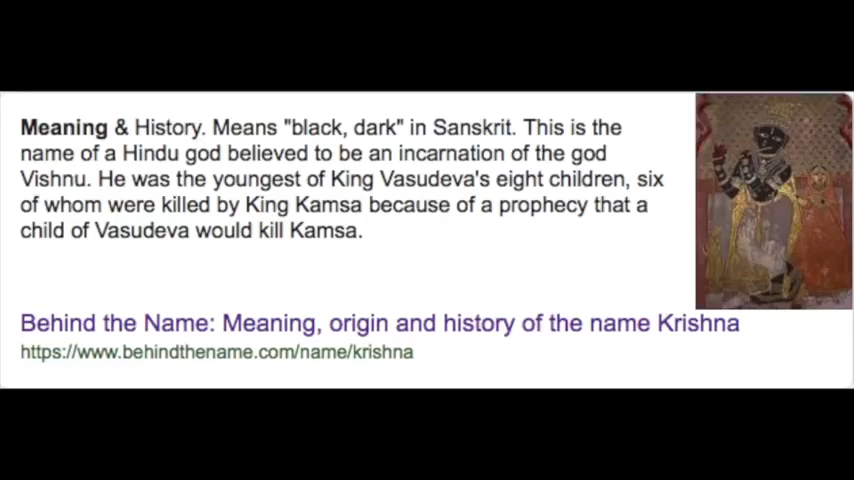 Meaning & History. Means "black, dark" in Sanskrit. This is the
name of a Hindu god believed to be an incarnation of the god
Vishnu. He was the youngest of King Vasudeva's eight children, six
of whom were killed by King Kamsa because of a prophecy that a
child of Vasudeva would kill Kamsa.
Behind the Name: Meaning, origin and history of the name Krishna
https://www.behindthename.com/name/krishna